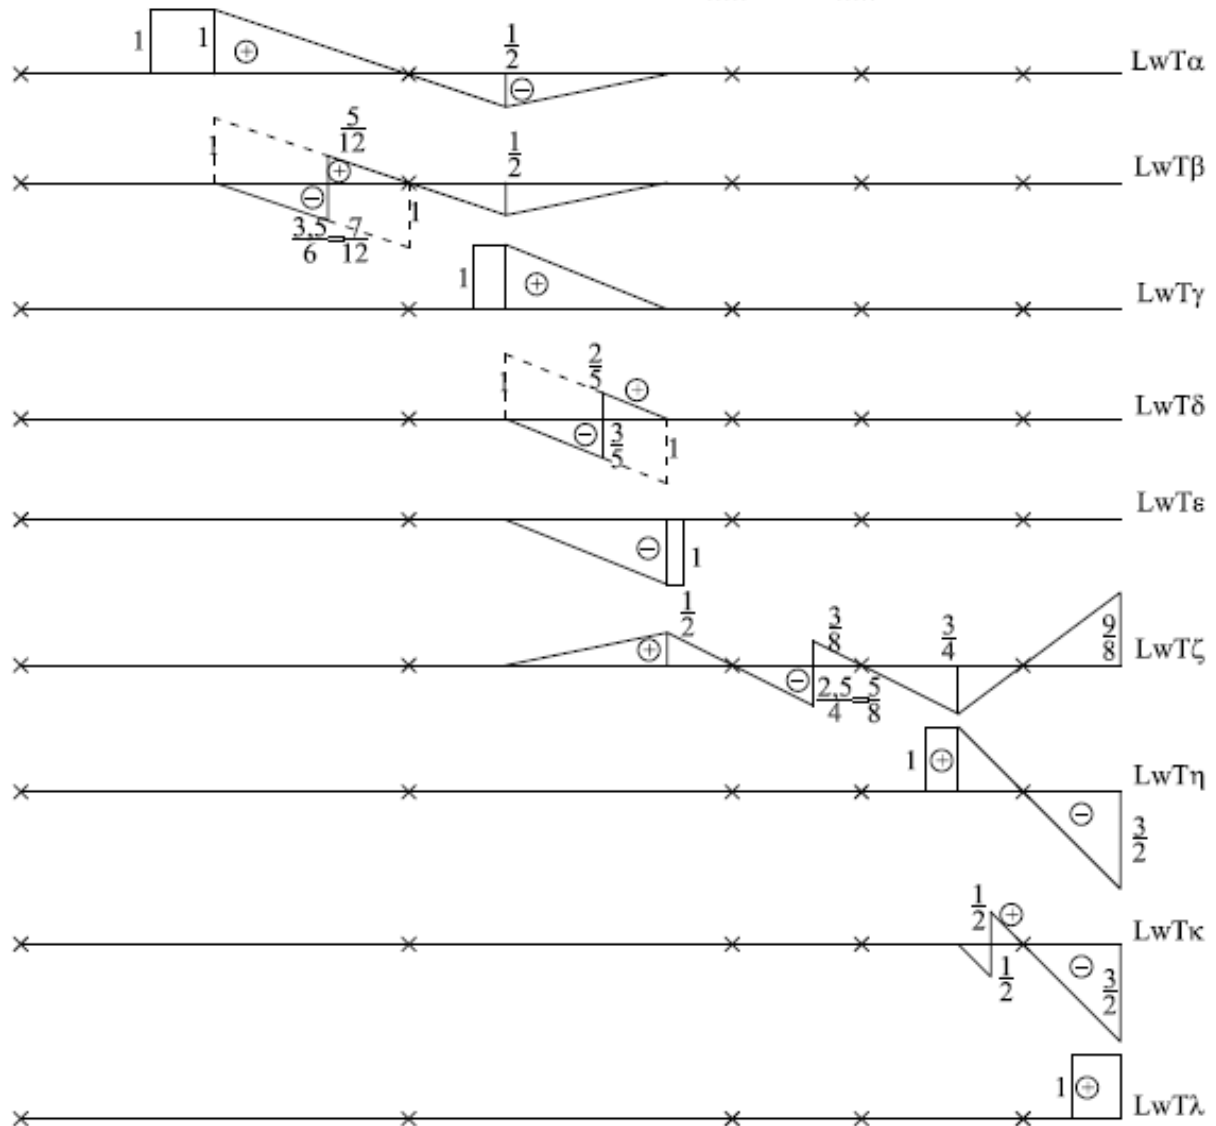 1 1 ⊕ 1/2 ⊖ LwTα
1 5/12 ⊕ ⊖ 1/2 1 LwTβ
3,5/6=7/12
1 ⊕ LwTγ
1 2/5 ⊕ ⊖ 3/5 1 LwTδ
⊖ 1 LwTε
⊕ 1/2 ⊖ 3/8 3/4 9/8 LwTζ
2,5/4=5/8
1 ⊕ ⊖ 3/2 LwTη
1/2 ⊕ 1/2 ⊖ 3/2 LwTκ
1 ⊕ LwTλ